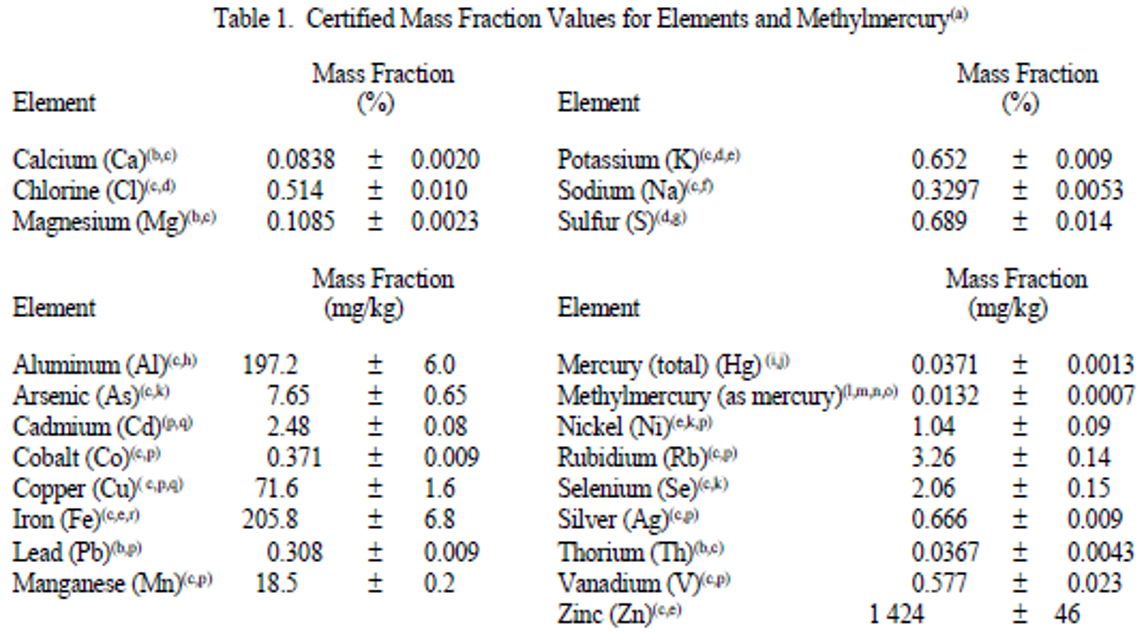 Table 1. Certified Mass Fraction Values for Elements and Methylmercury(a)
Mass Fraction Mass Fraction
Element (%) Element (%)
Calcium (Ca)(b,c) 0.0838 ± 0.0020 Potassium (K)(c,d,e) 0.652 ± 0.009
Chlorine (Cl)(c,d) 0.514 ± 0.010 Sodium (Na)(c,f) 0.3297 ± 0.0053
Magnesium (Mg)(b,c) 0.1085 ± 0.0023 Sulfur (S)(d,g) 0.689 ± 0.014
Mass Fraction Mass Fraction
Element (mg/kg) Element (mg/kg)
Aluminum (Al)(c,h) 197.2 ± 6.0 Mercury (total) (Hg) (i,j) 0.0371 ± 0.0013
Arsenic (As)(c,k) 7.65 ± 0.65 Methylmercury (as mercury)(l,m,n,o) 0.0132 ± 0.0007
Cadmium (Cd)(p,q) 2.48 ± 0.08 Nickel (Ni)(e,k,p) 1.04 ± 0.09
Cobalt (Co)(c,p) 0.371 ± 0.009 Rubidium (Rb)(c,p) 3.26 ± 0.14
Copper (Cu)( c,p,q) 71.6 ± 1.6 Selenium (Se)(c,k) 2.06 ± 0.15
Iron (Fe)(c,e,r) 205.8 ± 6.8 Silver (Ag)(c,p) 0.666 ± 0.009
Lead (Pb)(b,p) 0.308 ± 0.009 Thorium (Th)(b,c) 0.0367 ± 0.0043
Manganese (Mn)(c,p) 18.5 ± 0.2 Vanadium (V)(c,p) 0.577 ± 0.023
Zinc (Zn)(c,e) 1 424 ± 46